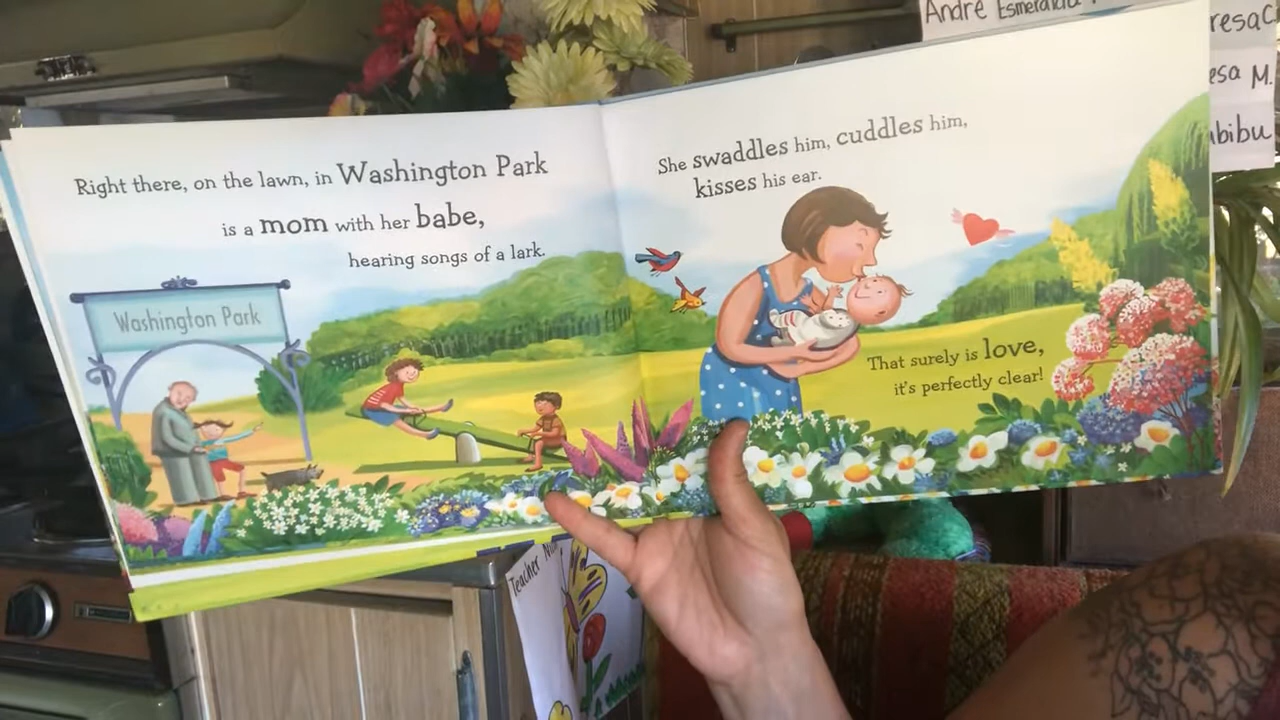 Right there, on the lawn, in Washington Park
is a mom with her babe,
hearing songs of a lark.
Washington Park
She swaddles him, cuddles him,
kisses his ear.
That surely is love,
it's perfectly clear!
Andre Esmeralda
resa
esa M.
bibu
Teacher